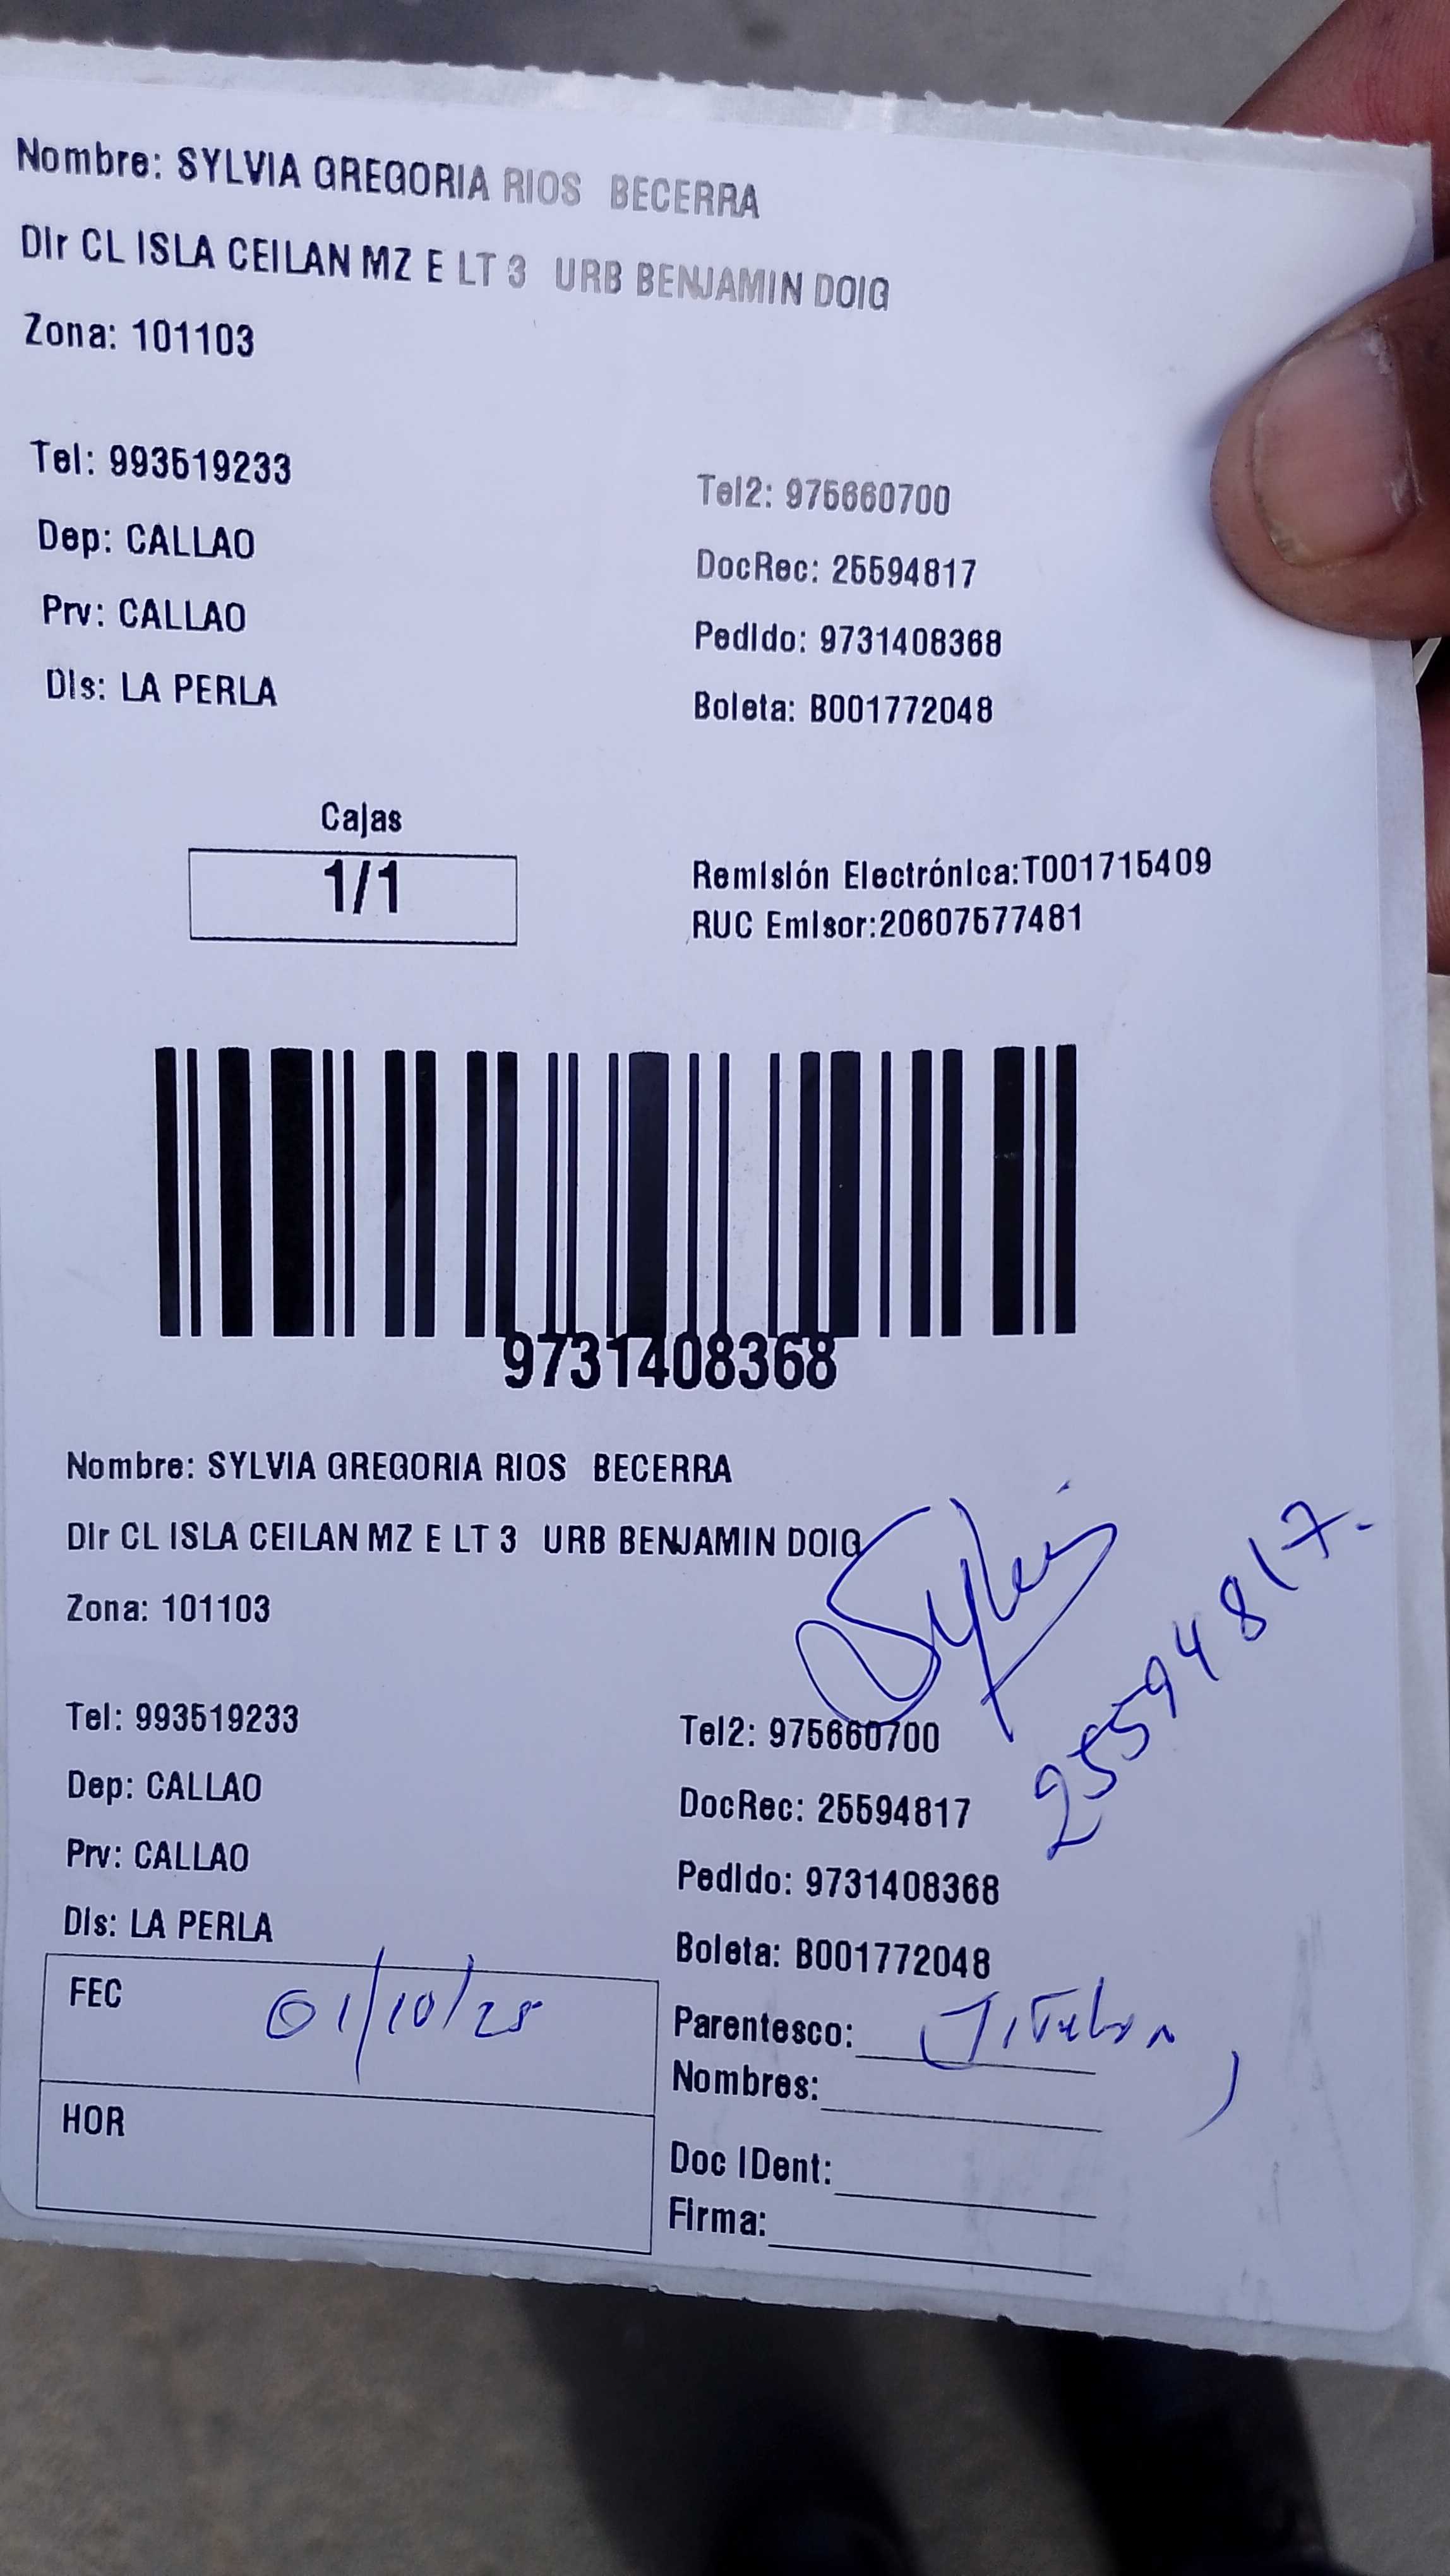 Nombre: SYLVIA GREGORIA RIOS BECERRA
Dir CL ISLA CEILAN MZ E LT 3 URB BENJAMIN DOIG
Zona: 101103
Tel: 993519233
Tel2: 975660700
Dep: CALLAO
DocRec: 25594817
Prv: CALLAO
Pedido: 9731408368
Dis: LA PERLA
Boleta: B001772048
Cajas
1/1
Remisión Electrónica:T001715409
RUC Emisor:20607577481
9731408368
Nombre: SYLVIA GREGORIA RIOS BECERRA
Dir CL ISLA CEILAN MZ E LT 3 URB BENJAMIN DOIG
Zona: 101103
Sylvia
25594817.
Tel: 993519233
Tel2: 975660700
Dep: CALLAO
DocRec: 25594817
Prv: CALLAO
Pedido: 9731408368
Dis: LA PERLA
Boleta: B001772048
FEC 01/10/25
Parentesco: Titular
Nombres:
HOR
Doc IDent:
Firma: